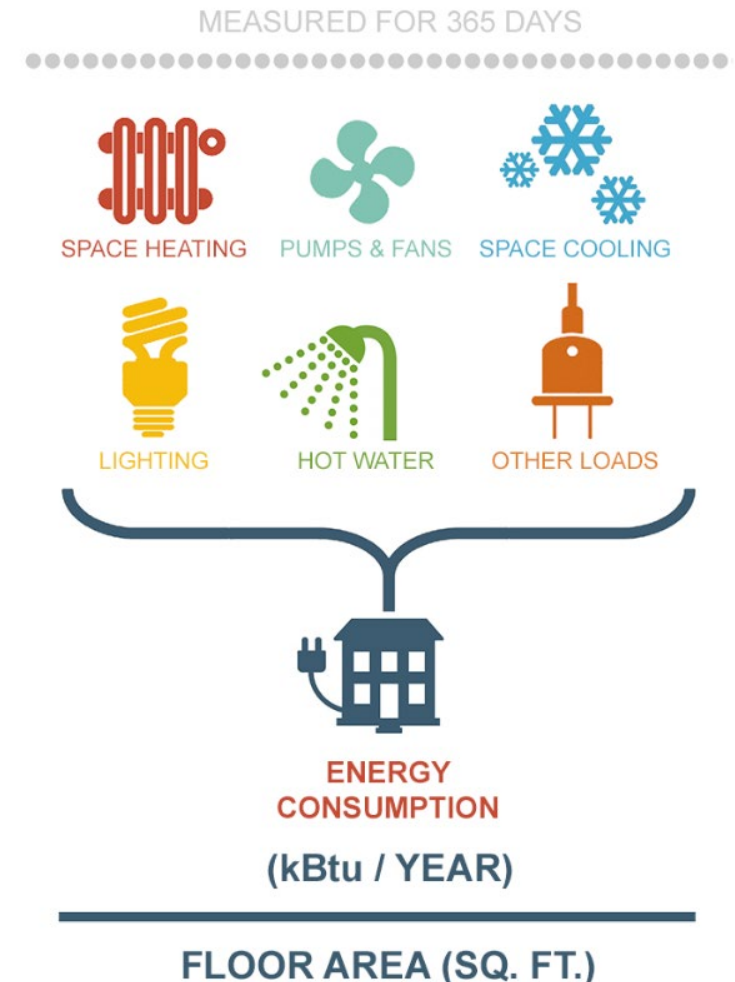 MEASURED FOR 365 DAYS
SPACE HEATING
PUMPS & FANS
SPACE COOLING
LIGHTING
HOT WATER
OTHER LOADS
ENERGY
CONSUMPTION
(kBtu / YEAR)
FLOOR AREA (SQ. FT.)